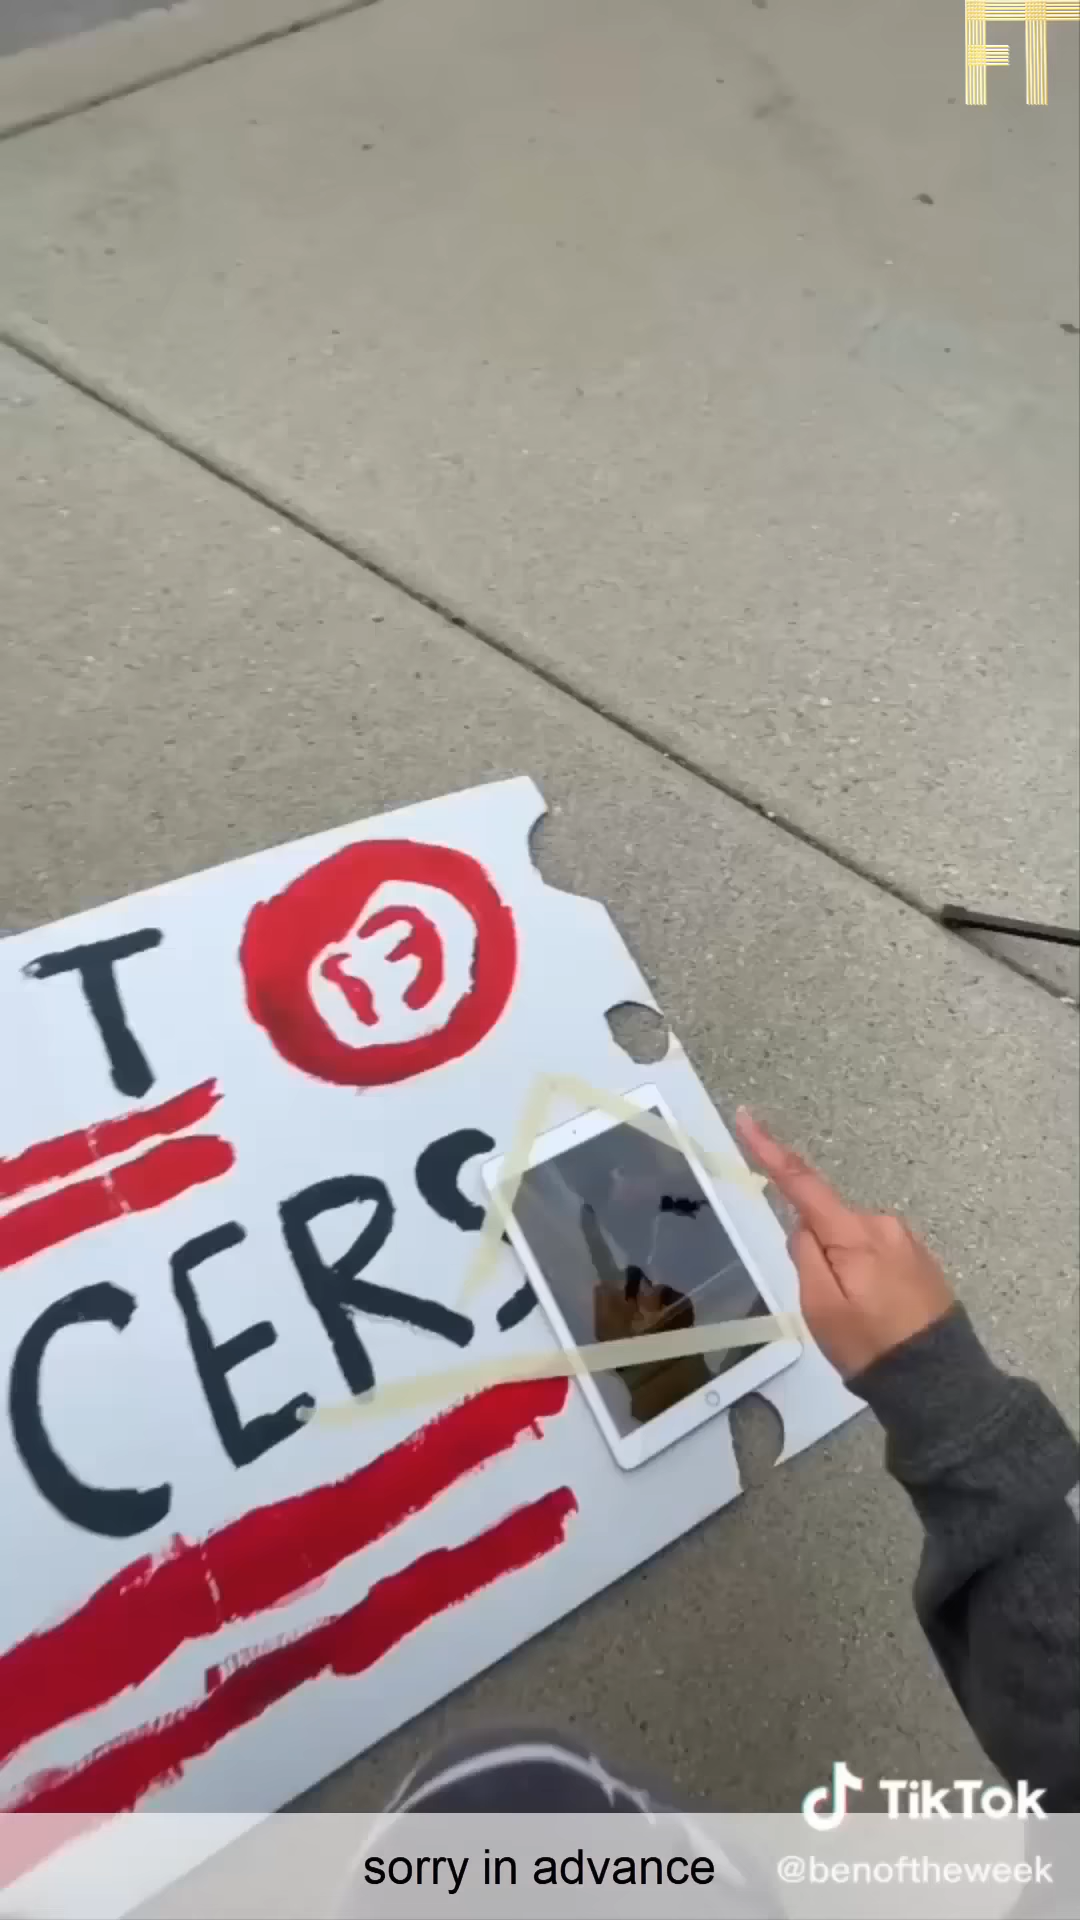 FT
T 13
CERS
TikTok
sorry in advance
@benoftheweek